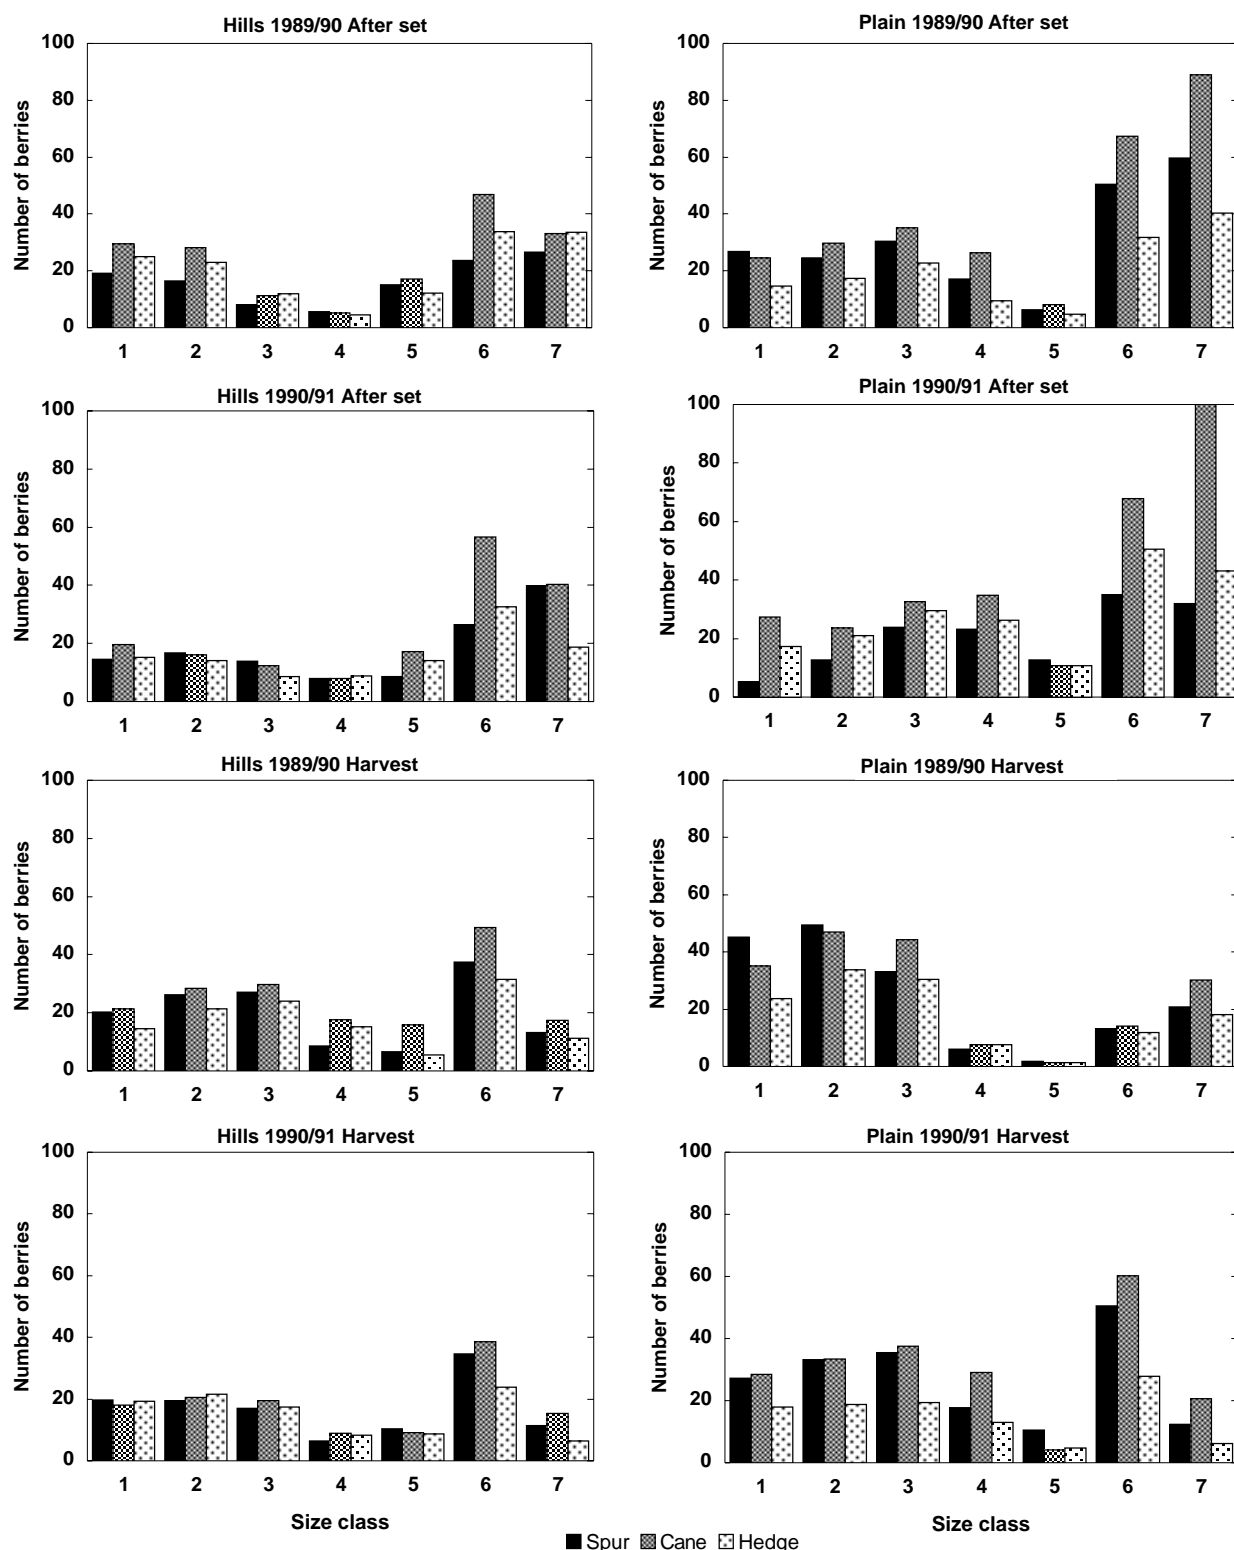 Hills 1989/90 After set
100
80
60
40
20
0
Number of berries
1 2 3 4 5 6 7
Plain 1989/90 After set
100
80
60
40
20
0
Number of berries
1 2 3 4 5 6 7
Hills 1990/91 After set
100
80
60
40
20
0
Number of berries
1 2 3 4 5 6 7
Plain 1990/91 After set
100
80
60
40
20
0
Number of berries
1 2 3 4 5 6 7
Hills 1989/90 Harvest
100
80
60
40
20
0
Number of berries
1 2 3 4 5 6 7
Plain 1989/90 Harvest
100
80
60
40
20
0
Number of berries
1 2 3 4 5 6 7
Hills 1990/91 Harvest
100
80
60
40
20
0
Number of berries
1 2 3 4 5 6 7
Size class
Plain 1990/91 Harvest
100
80
60
40
20
0
Number of berries
1 2 3 4 5 6 7
Size class
Spur Cane Hedge